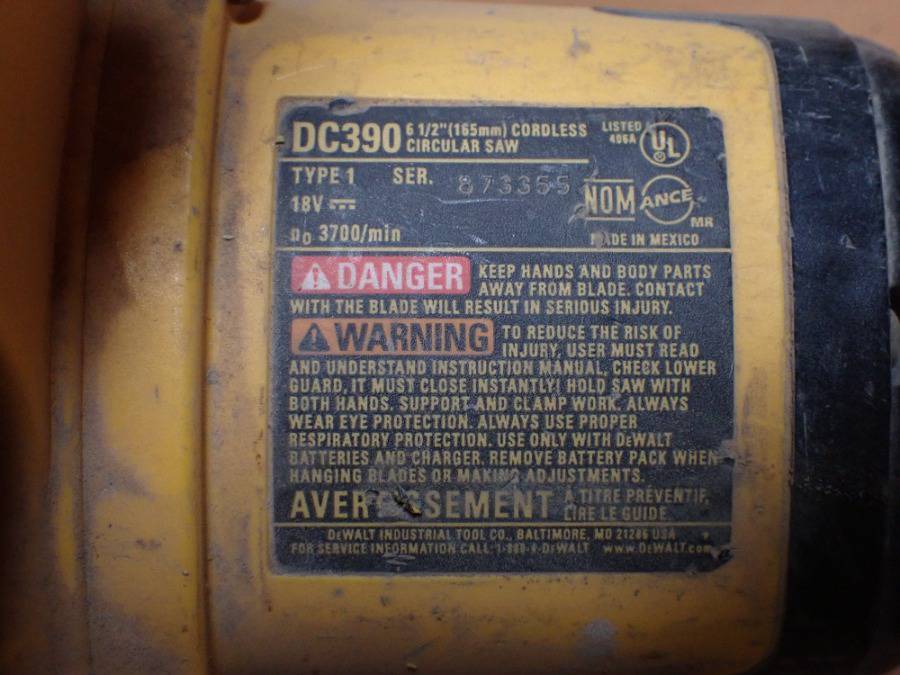 DC390 6 1/2"(165mm) CORDLESS
CIRCULAR SAW
LISTED
406A
UL
®
TYPE 1 SER. 873355
18V ⎓
NOM ANCE
MR
n₀ 3700/min
MADE IN MEXICO
DANGER KEEP HANDS AND BODY PARTS
AWAY FROM BLADE. CONTACT
WITH THE BLADE WILL RESULT IN SERIOUS INJURY.
WARNING TO REDUCE THE RISK OF
INJURY, USER MUST READ
AND UNDERSTAND INSTRUCTION MANUAL, CHECK LOWER
GUARD, IT MUST CLOSE INSTANTLY! HOLD SAW WITH
BOTH HANDS. SUPPORT AND CLAMP WORK. ALWAYS
WEAR EYE PROTECTION. ALWAYS USE PROPER
RESPIRATORY PROTECTION. USE ONLY WITH DeWALT
BATTERIES AND CHARGER. REMOVE BATTERY PACK WHEN
HANGING BLADES OR MAKING ADJUSTMENTS.
AVERTISSEMENT À TITRE PRÉVENTIF,
LIRE LE GUIDE.
DeWALT INDUSTRIAL TOOL CO., BALTIMORE, MD 21286 USA
FOR SERVICE INFORMATION CALL: 1-800-4-DeWALT www.DeWALT.com